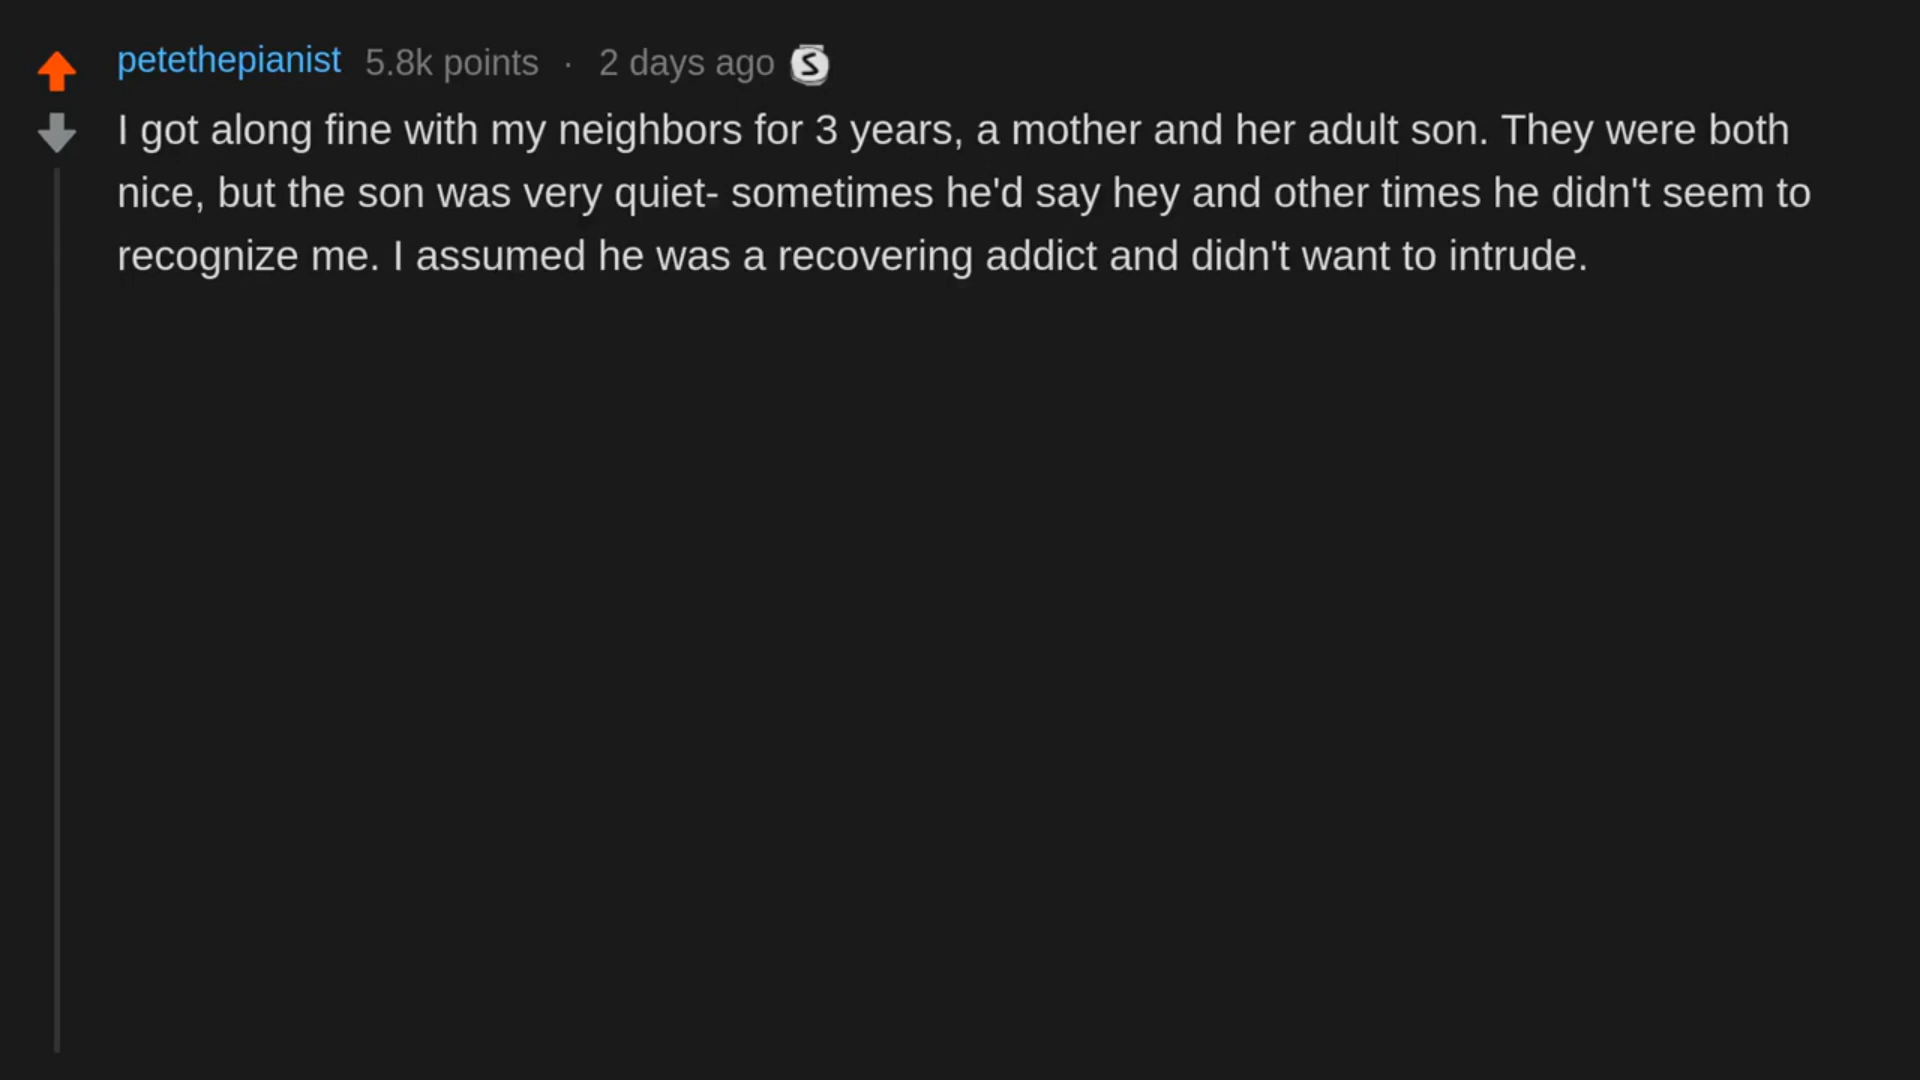 petethepianist 5.8k points · 2 days ago S
I got along fine with my neighbors for 3 years, a mother and her adult son. They were both
nice, but the son was very quiet- sometimes he'd say hey and other times he didn't seem to
recognize me. I assumed he was a recovering addict and didn't want to intrude.